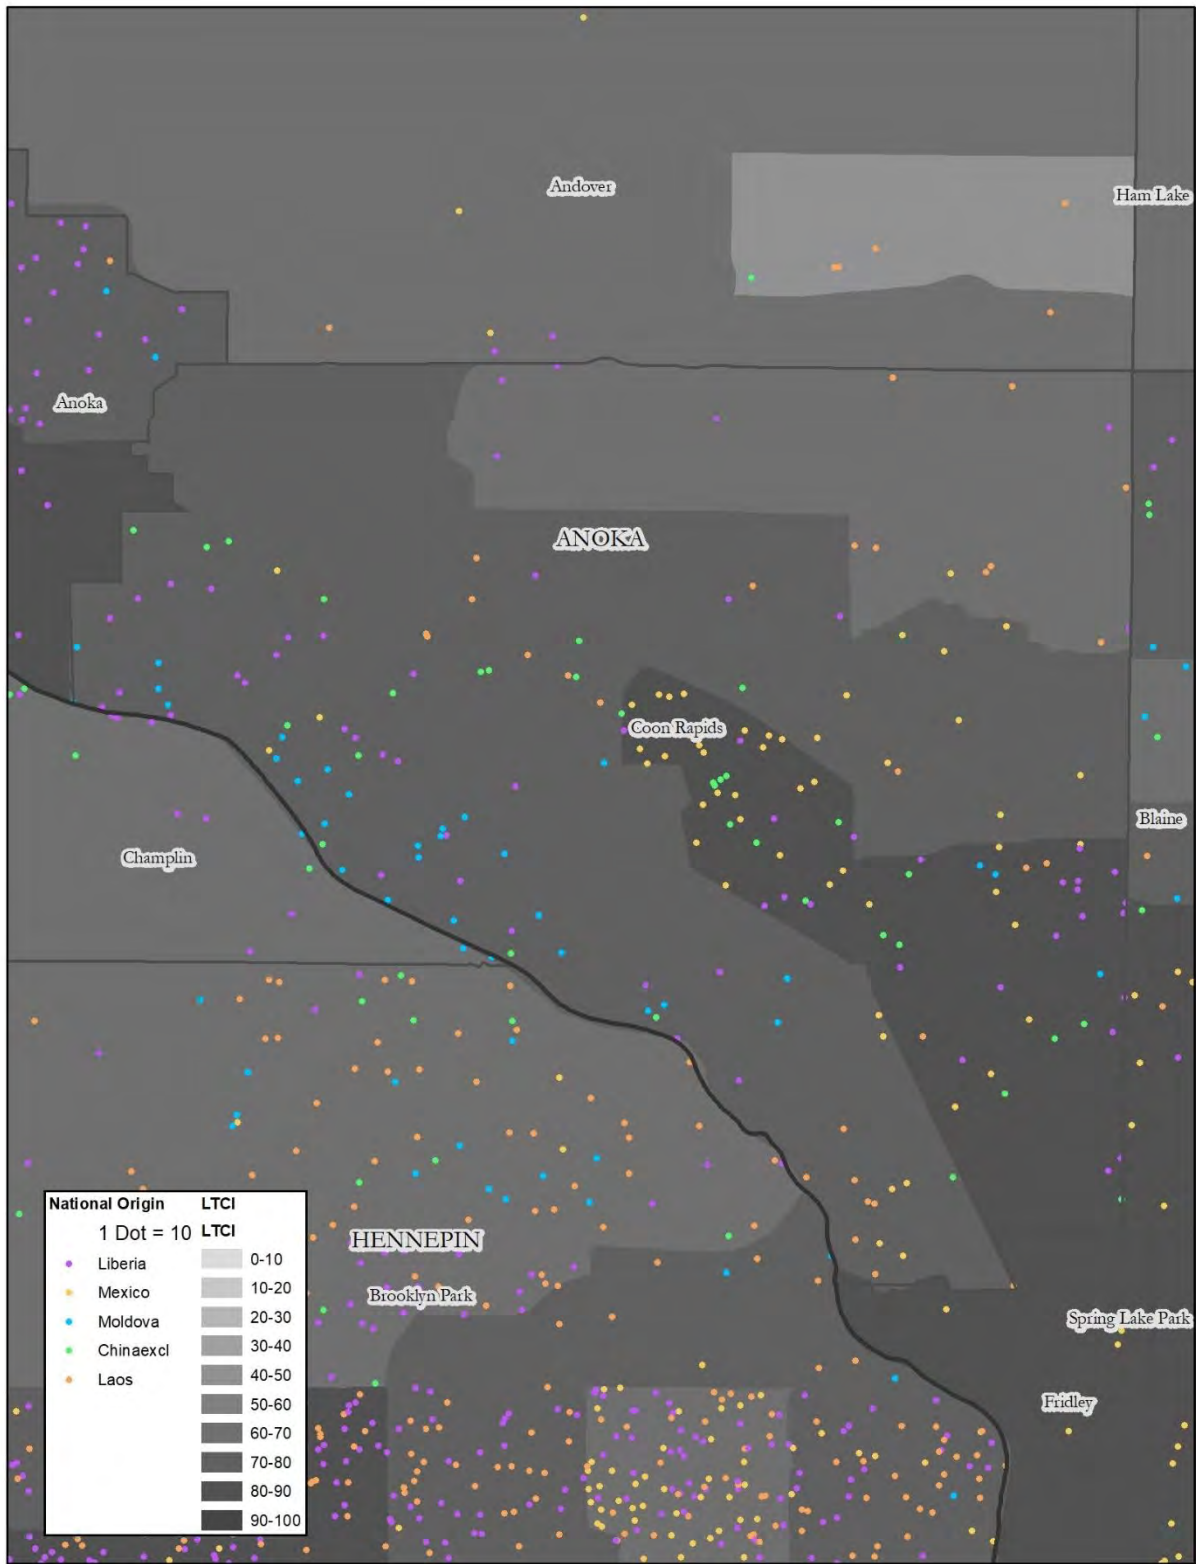 Andover
Ham Lake
Anoka
ANOKA
Coon Rapids
Blaine
Champlin
HENNEPIN
Brooklyn Park
Spring Lake Park
Fridley
National Origin
1 Dot = 10
Liberia
Mexico
Moldova
Chinaexcl
Laos
LTCI
LTCI
0-10
10-20
20-30
30-40
40-50
50-60
60-70
70-80
80-90
90-100